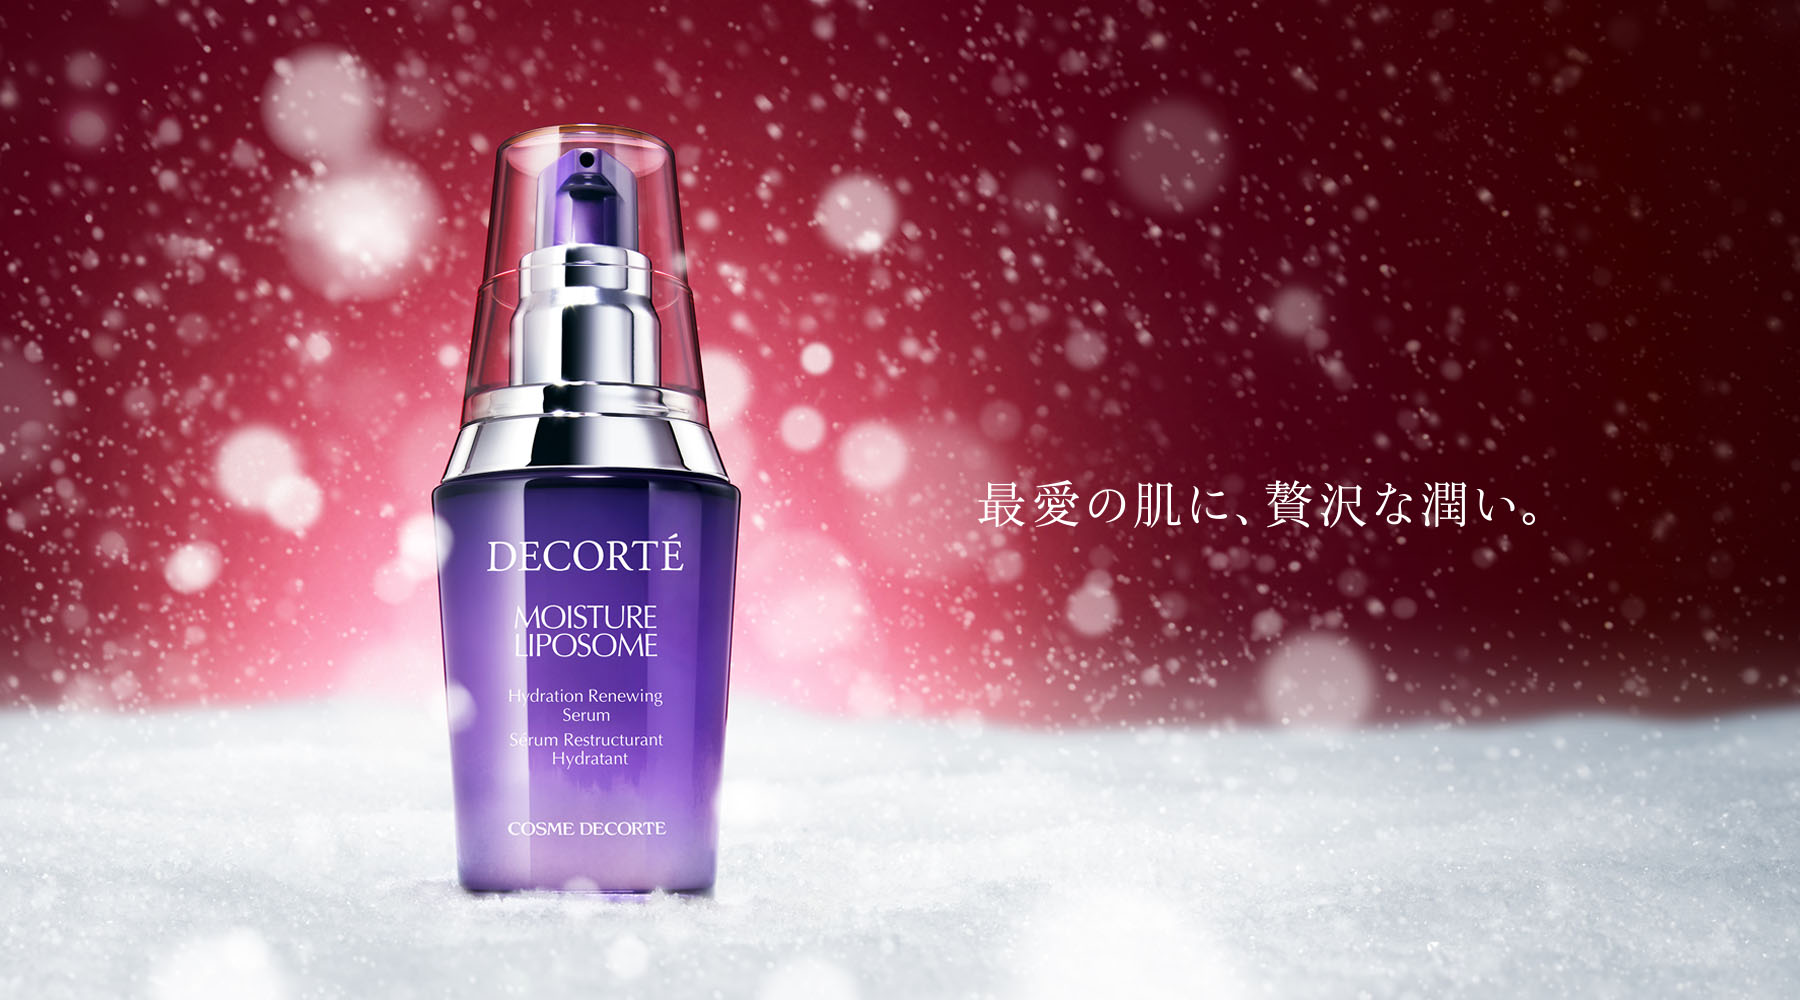 DECORTÉ
MOISTURE
LIPOSOME
Hydration Renewing
Serum
Sérum Restructurant
Hydratant
COSME DECORTE
最愛の肌に、贅沢な潤い。